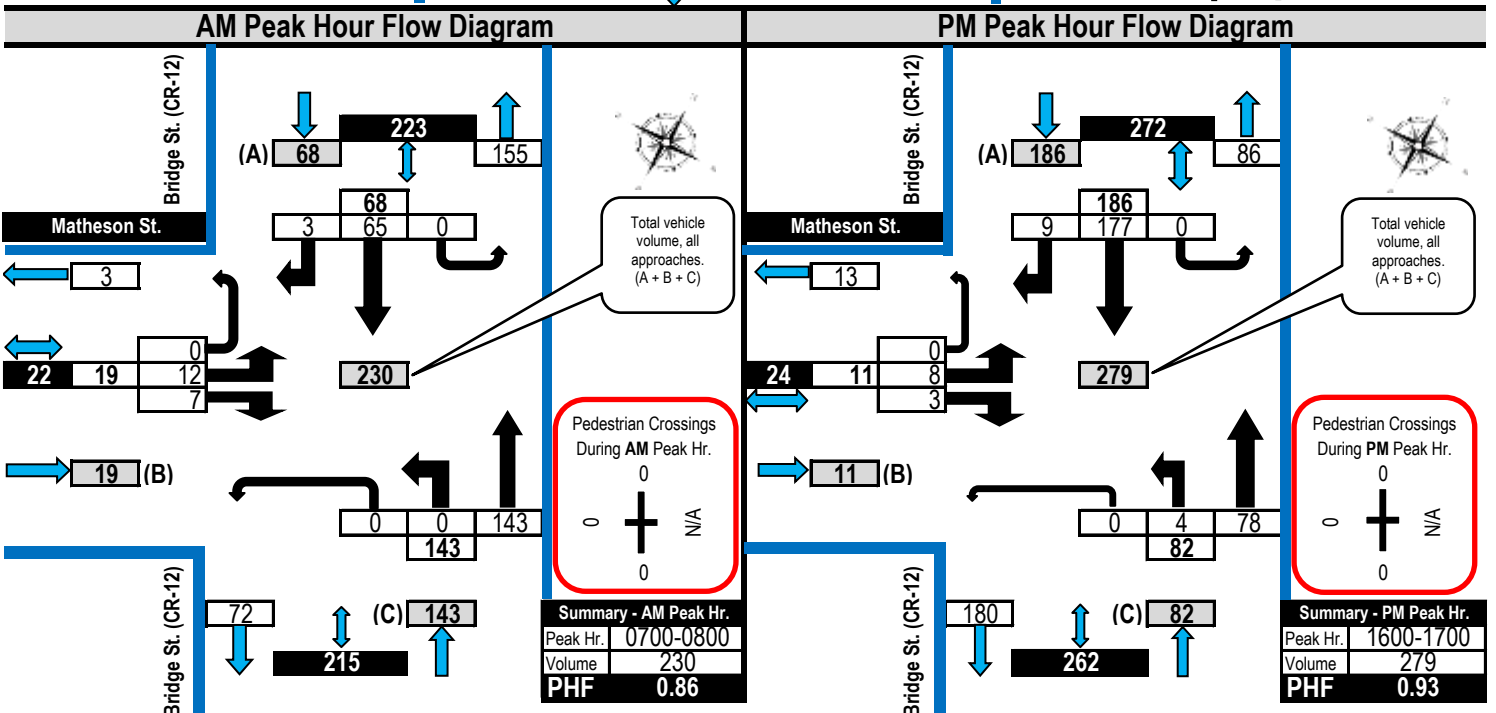 AM Peak Hour Flow Diagram
Bridge St. (CR-12)
223
(A) 68
155
68
3 65 0
Matheson St.
Total vehicle
volume, all
approaches.
(A + B + C)
3
0
22 19 12
7
230
19 (B)
Pedestrian Crossings
During AM Peak Hr.
0
0 N/A
0
0 0 143
143
Bridge St. (CR-12)
72
(C) 143
215
Summary - AM Peak Hr.
Peak Hr. 0700-0800
Volume 230
PHF 0.86
PM Peak Hour Flow Diagram
Bridge St. (CR-12)
272
(A) 186
86
186
9 177 0
Matheson St.
Total vehicle
volume, all
approaches.
(A + B + C)
13
0
24 11 8
3
279
11 (B)
Pedestrian Crossings
During PM Peak Hr.
0
0 N/A
0
0 4 78
82
Bridge St. (CR-12)
180
(C) 82
262
Summary - PM Peak Hr.
Peak Hr. 1600-1700
Volume 279
PHF 0.93